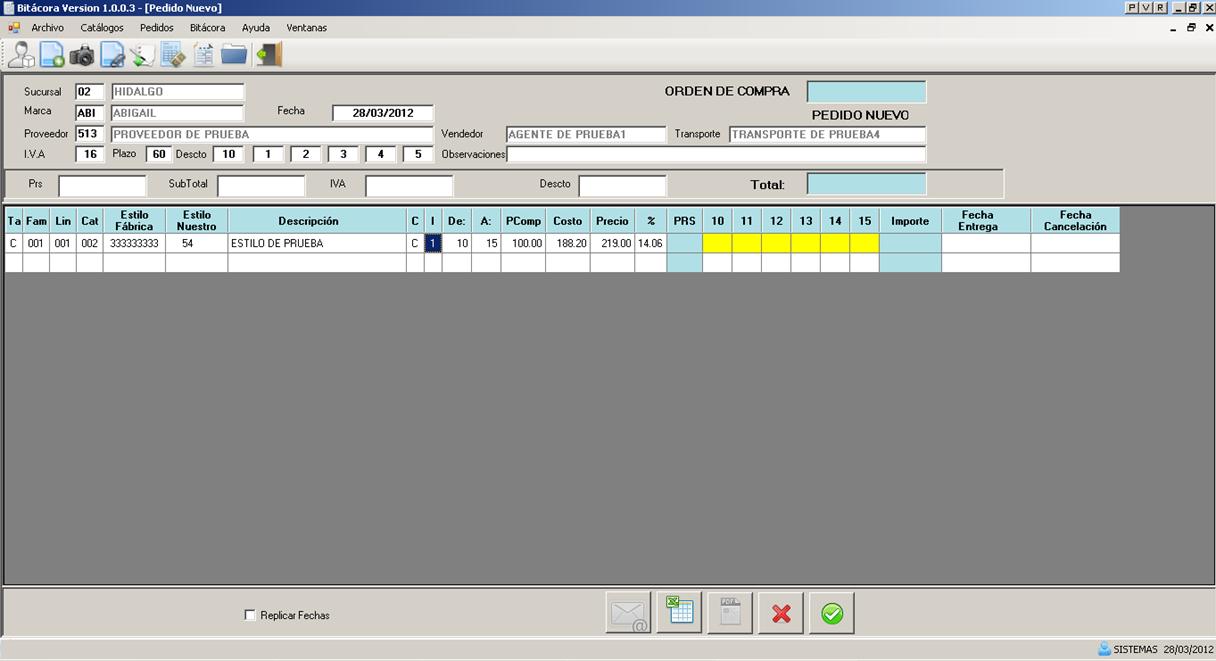 Bitácora Version 1.0.0.3 - [Pedido Nuevo]
P V R
Archivo Catálogos Pedidos Bitácora Ayuda Ventanas
Sucursal 02 HIDALGO ORDEN DE COMPRA
Marca ABI ABIGAIL Fecha 28/03/2012 PEDIDO NUEVO
Proveedor 513 PROVEEDOR DE PRUEBA Vendedor AGENTE DE PRUEBA1 Transporte TRANSPORTE DE PRUEBA4
I.V.A 16 Plazo 60 Descto 10 1 2 3 4 5 Observaciones
Prs SubTotal IVA Descto Total:
Ta Fam Lin Cat Estilo Fábrica Estilo Nuestro Descripción C I De: A: PComp Costo Precio % PRS 10 11 12 13 14 15 Importe Fecha Entrega Fecha Cancelación
C 001 001 002 333333333 54 ESTILO DE PRUEBA C 1 10 15 100.00 188.20 219.00 14.06
Replicar Fechas
SISTEMAS 28/03/2012